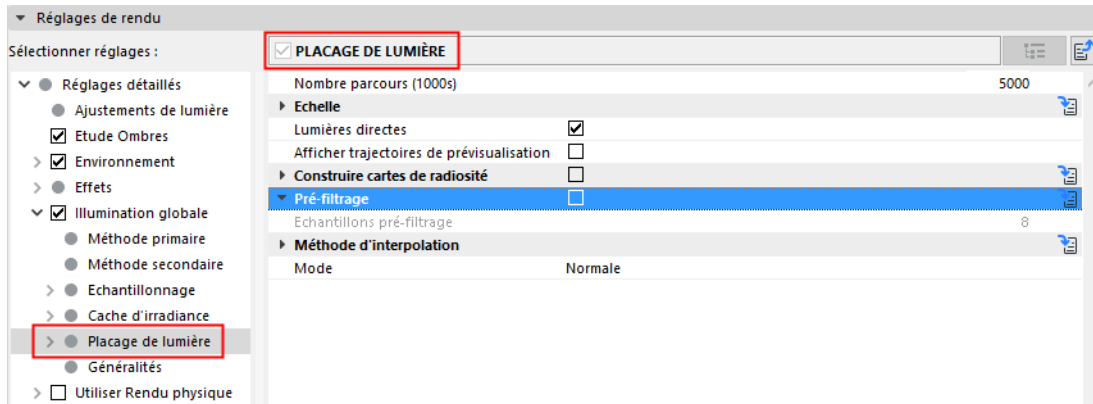 Réglages de rendu
Sélectionner réglages :
PLACAGE DE LUMIÈRE
Réglages détaillés
Ajustements de lumière
Etude Ombres
Environnement
Effets
Illumination globale
Méthode primaire
Méthode secondaire
Echantillonnage
Cache d'irradiance
Placage de lumière
Généralités
Utiliser Rendu physique
Nombre parcours (1000s) 5000
Echelle
Lumières directes
Afficher trajectoires de prévisualisation
Construire cartes de radiosité
Pré-filtrage
Echantillons pré-filtrage 8
Méthode d'interpolation
Mode Normale